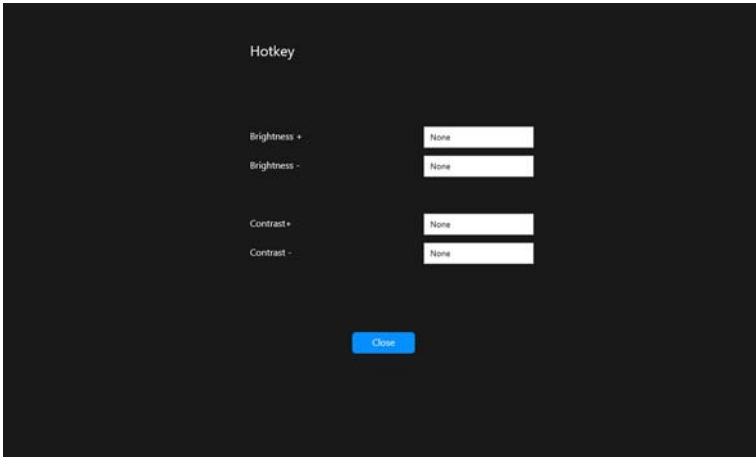 Hotkey
Brightness + None
Brightness - None
Contrast+ None
Contrast - None
Close